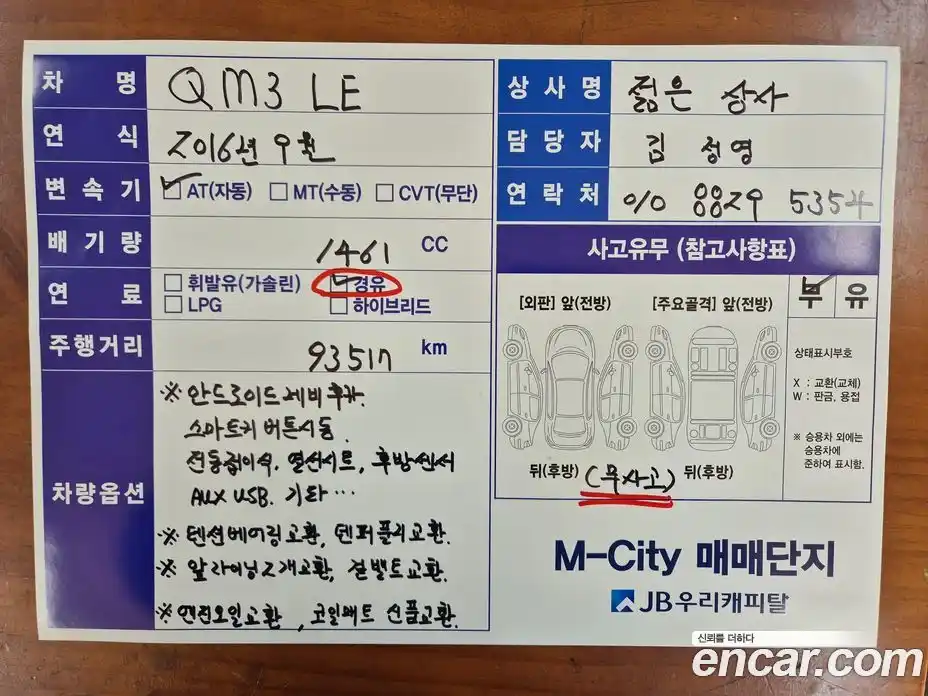 차 명 QM3 LE
연 식 2016년 9월
변 속 기 AT(자동) MT(수동) CVT(무단)
배 기 량 1461 CC
연 료 휘발유(가솔린) 경유
LPG 하이브리드
주행거리 93517 km
차량옵션
※ 안드로이드 네비 후카.
스마트키 버튼시동.
전동접이식. 열선시트, 후방센서
AUX USB. 기타 ...
※ 텐션베어링교환, 댐퍼풀리교환.
※ 앞라이닝 2개교환, 겉밸트교환.
※ 엔진오일교환, 코일매트 신품교환.
상 사 명 젊은 상사
담 당 자 김 정영
연 락 처 010 8829 5354
사고유무 (참고사항표)
[외판] 앞(전방) [주요골격] 앞(전방) 무 유
상태표시부호
X : 교환(교체)
W : 판금, 용접
※ 승용차 외에는
승용차에
준하여 표시함.
뒤(후방) (무사고) 뒤(후방)
M-City 매매단지
JB우리캐피탈
신뢰를 더하다
encar.com